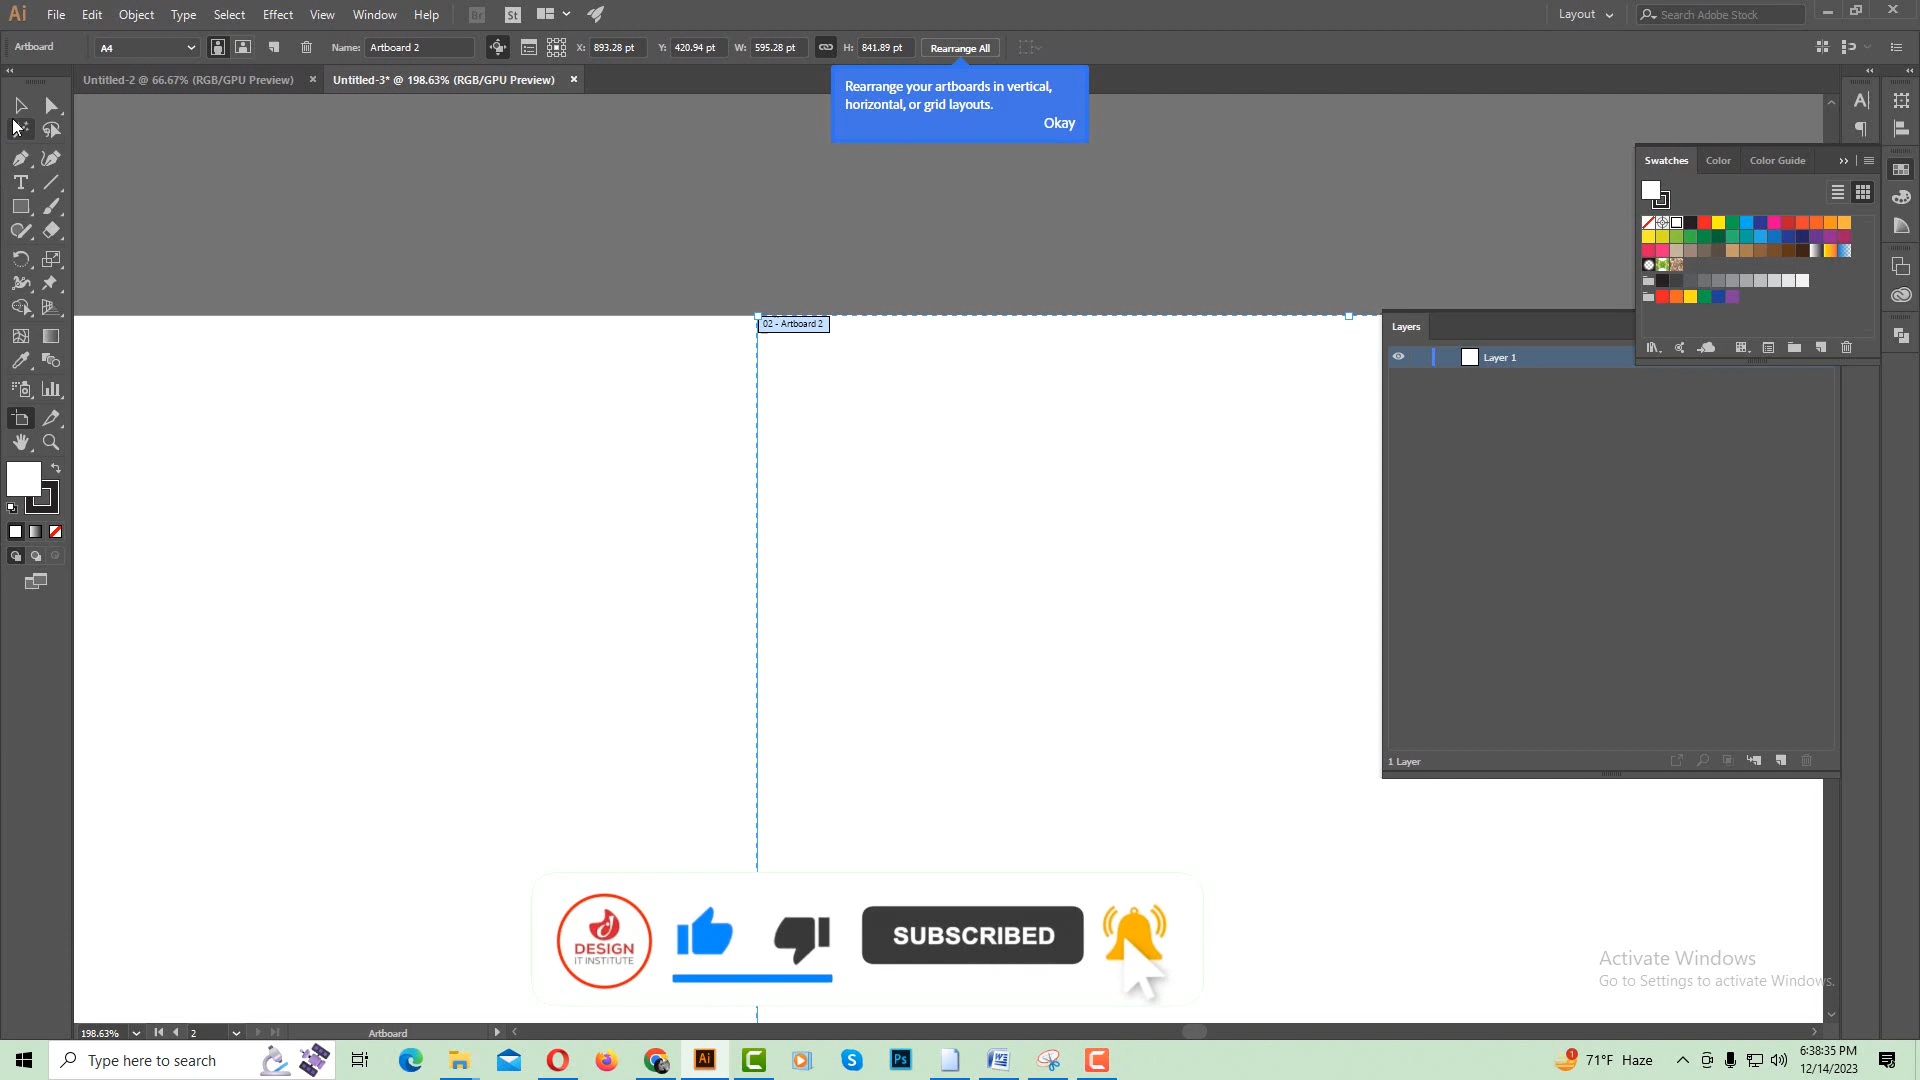 Ai File Edit Object Type Select Effect View Window Help Br St Layout Search Adobe Stock
Artboard A4 Name: Artboard 2 X: 893.28 pt Y: 420.94 pt W: 595.28 pt H: 841.89 pt Rearrange All
Untitled-2 @ 66.67% (RGB/GPU Preview) Untitled-3* @ 198.63% (RGB/GPU Preview)
Rearrange your artboards in vertical,
horizontal, or grid layouts.
Okay
Swatches Color Color Guide
02 - Artboard 2
Layers
Layer 1
1 Layer
DESIGN
IT INSTITUTE
SUBSCRIBED
Activate Windows
Go to Settings to activate Windows.
198.63% 2 Artboard
Type here to search Ai Ps 71°F Haze
6:38:35 PM
12/14/2023